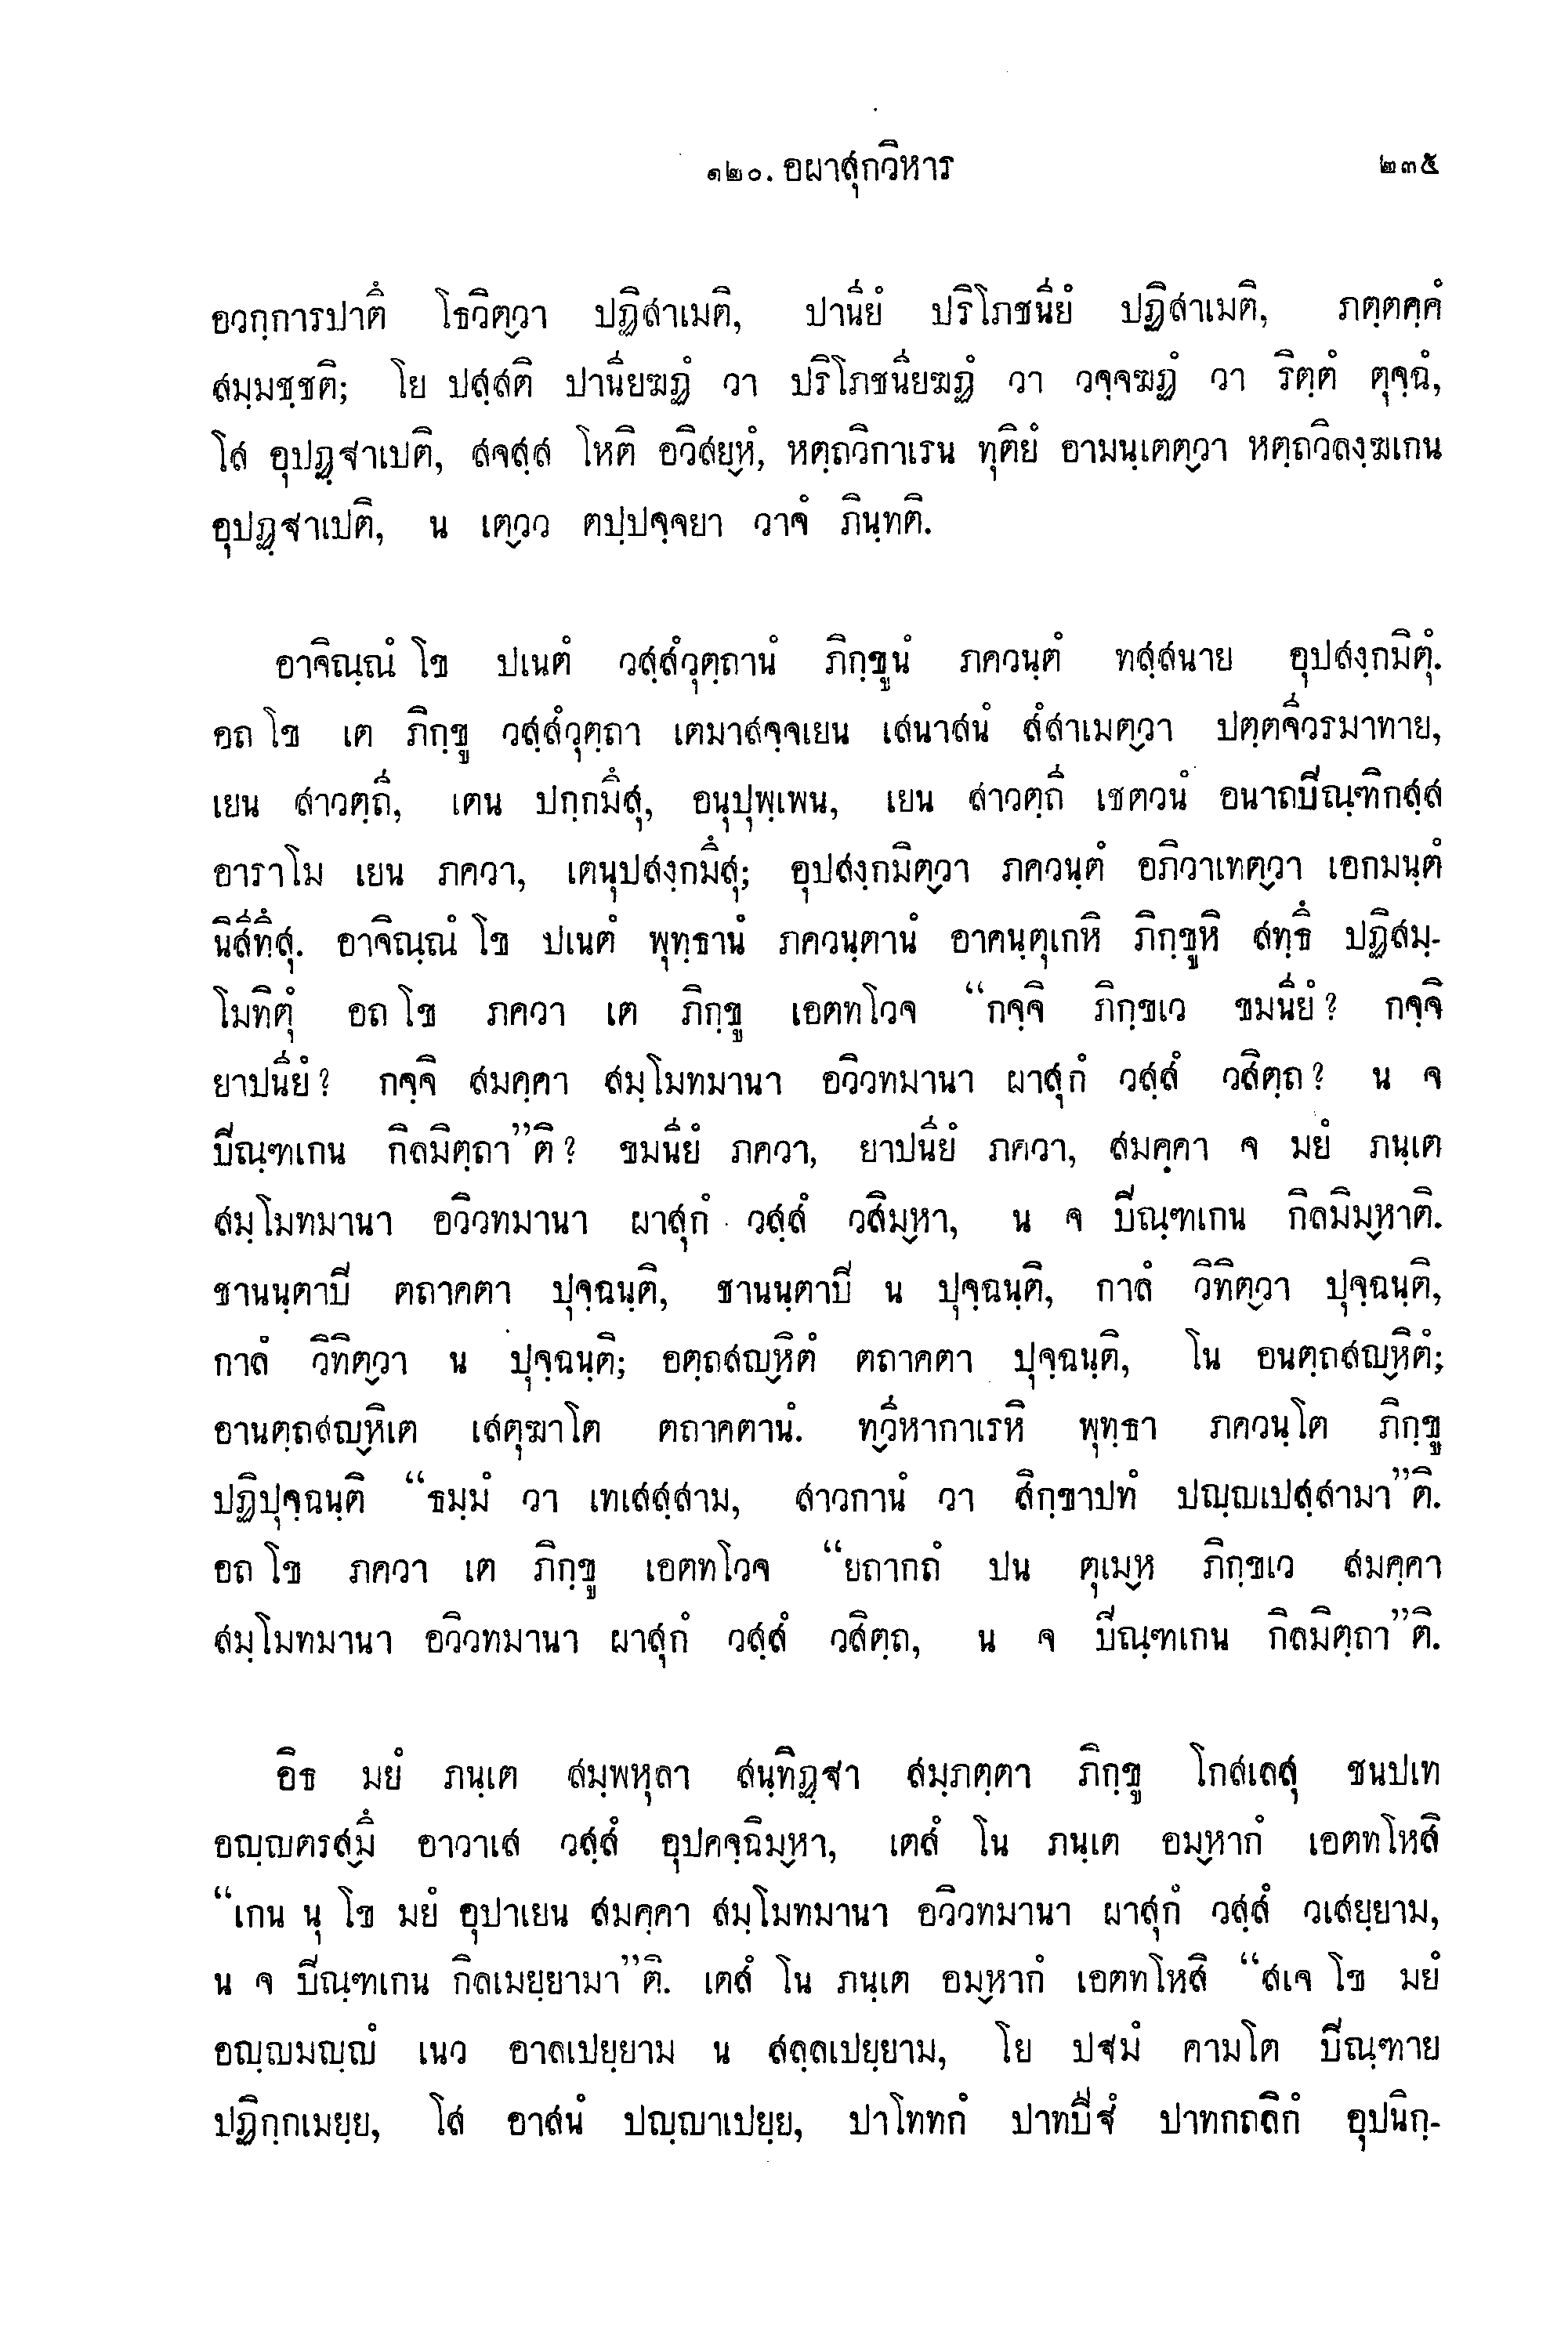 ๑๒๐. อผาสุกวิหาร ๒๓๕
อวกฺการปาตึ โธวิตฺวา ปฏิสาเมติ, ปานียํ ปริโภชนียํ ปฏิสาเมติ, ภตฺตคฺคํ
สมฺมชฺชติ; โย ปสฺสติ ปานียฆฏํ วา ปริโภชนียฆฏํ วา วจฺจฆฏํ วา ริตฺตํ ตุจฺฉํ,
โส อุปฏฺฐาเปติ, สจสฺส โหติ อวิสยฺหํ, หตฺถวิกาเรน ทุติยํ อามนฺเตตฺวา หตฺถวิลงฺฆเกน
อุปฏฺฐาเปติ, น เตฺวว ตปฺปจฺจยา วาจํ ภินฺทติ.
อาจิณฺณํ โข ปเนตํ วสฺสํวุตฺถานํ ภิกฺขูนํ ภควนฺตํ ทสฺสนาย อุปสงฺกมิตุํ.
อถ โข เต ภิกฺขู วสฺสํวุตฺถา เตมาสจฺจเยน เสนาสนํ สํสาเมตฺวา ปตฺตจีวรมาทาย,
เยน สาวตฺถี, เตน ปกฺกมึสุ, อนุปุพฺเพน, เยน สาวตฺถี เชตวนํ อนาถปิณฺฑิกสฺส
อาราโม เยน ภควา, เตนุปสงฺกมึสุ; อุปสงฺกมิตฺวา ภควนฺตํ อภิวาเทตฺวา เอกมนฺตํ
นิสีทึสุ. อาจิณฺณํ โข ปเนตํ พุทฺธานํ ภควนฺตานํ อาคนฺตุเกหิ ภิกฺขูหิ สทฺธึ ปฏิสมฺ-
โมทิตุํ อถ โข ภควา เต ภิกฺขู เอตทโวจ “กจฺจิ ภิกฺขเว ขมนียํ? กจฺจิ
ยาปนียํ? กจฺจิ สมคฺคา สมฺโมทมานา อวิวทมานา ผาสุกํ วสฺสํ วสิตฺถ? น จ
ปิณฺฑเกน กิลมิตฺถา”ติ? ขมนียํ ภควา, ยาปนียํ ภควา, สมคฺคา จ มยํ ภนฺเต
สมฺโมทมานา อวิวทมานา ผาสุกํ วสฺสํ วสิมฺหา, น จ ปิณฺฑเกน กิลมิมฺหาติ.
ชานนฺตาปิ ตถาคตา ปุจฺฉนฺติ, ชานนฺตาปิ น ปุจฺฉนฺติ, กาลํ วิทิตฺวา ปุจฺฉนฺติ,
กาลํ วิทิตฺวา น ปุจฺฉนฺติ; อตฺถสญฺหิตํ ตถาคตา ปุจฺฉนฺติ, โน อนตฺถสญฺหิตํ;
อานตฺถสญฺหิเต เสตุฆาโต ตถาคตานํ. ทฺวีหากาเรหิ พุทฺธา ภควนฺโต ภิกฺขู
ปฏิปุจฺฉนฺติ “ธมฺมํ วา เทเสสฺสาม, สาวกานํ วา สิกฺขาปทํ ปญฺญเปสฺสามา”ติ.
อถ โข ภควา เต ภิกฺขู เอตทโวจ “ยถากถํ ปน ตุเมฺห ภิกฺขเว สมคฺคา
สมฺโมทมานา อวิวทมานา ผาสุกํ วสฺสํ วสิตฺถ, น จ ปิณฺฑเกน กิลมิตฺถา”ติ.
อิธ มยํ ภนฺเต สมฺพหุลา สนฺทิฏฺฐา สมฺภตฺตา ภิกฺขู โกสเลสุ ชนปเท
อญฺญตรสฺมึ อาวาเส วสฺสํ อุปคจฺฉิมฺหา, เตสํ โน ภนฺเต อมฺหากํ เอตทโหสิ
“เกน นุ โข มยํ อุปาเยน สมคฺคา สมฺโมทมานา อวิวทมานา ผาสุกํ วสฺสํ วเสยฺยาม,
น จ ปิณฺฑเกน กิลเมยฺยามา”ติ. เตสํ โน ภนฺเต อมฺหากํ เอตทโหสิ “สเจ โข มยํ
อญฺญมญฺญํ เนว อาลเปยฺยาม น สลฺลเปยฺยาม, โย ปฐมํ คามโต ปิณฺฑาย
ปฏิกฺกเมยฺย, โส อาสนํ ปญฺญาเปยฺย, ปาโททกํ ปาทปีฐํ ปาทกถลิกํ อุปนิกฺ-